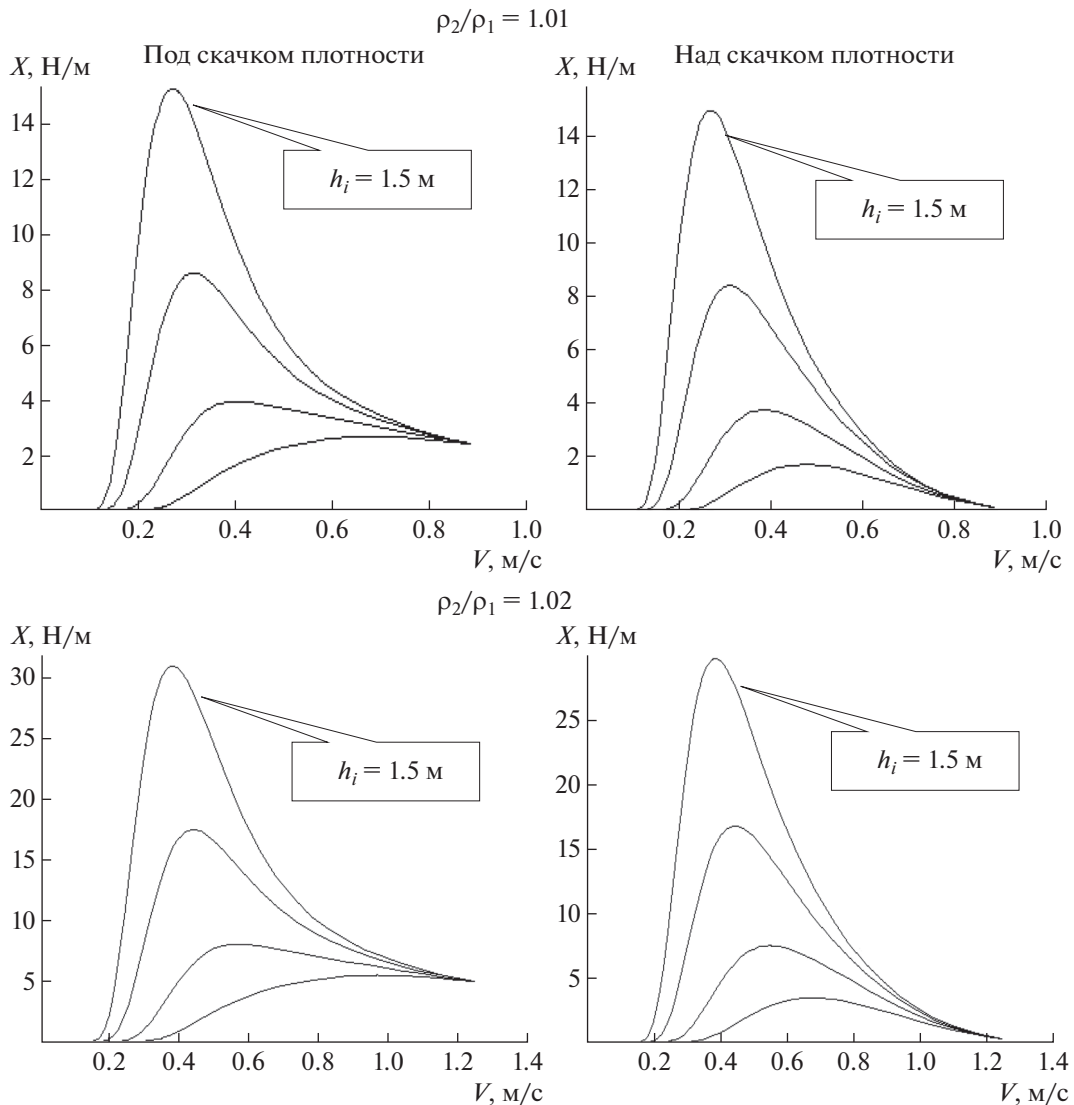 ρ₂/ρ₁ = 1.01
Под скачком плотности
X, Н/м
14
12
10
8
6
4
2
0.2 0.4 0.6 0.8 1.0
V, м/с
hᵢ = 1.5 м
Над скачком плотности
X, Н/м
14
12
10
8
6
4
2
0.2 0.4 0.6 0.8 1.0
V, м/с
hᵢ = 1.5 м
ρ₂/ρ₁ = 1.02
X, Н/м
30
25
20
15
10
5
0.2 0.4 0.6 0.8 1.0 1.2 1.4
V, м/с
hᵢ = 1.5 м
X, Н/м
25
20
15
10
5
0.2 0.4 0.6 0.8 1.0 1.2 1.4
V, м/с
hᵢ = 1.5 м